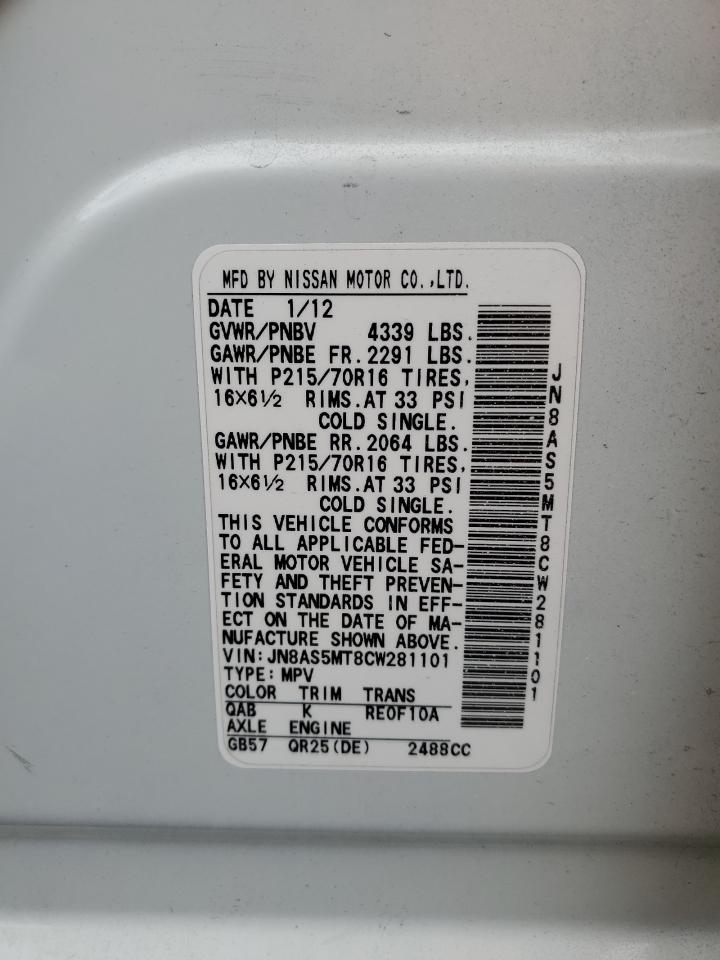 MFD BY NISSAN MOTOR CO.,LTD.
DATE 1/12
GVWR/PNBV 4339 LBS.
GAWR/PNBE FR.2291 LBS.
WITH P215/70R16 TIRES,
16×6½ RIMS.AT 33 PSI
COLD SINGLE.
GAWR/PNBE RR.2064 LBS.
WITH P215/70R16 TIRES,
16×6½ RIMS.AT 33 PSI
COLD SINGLE.
THIS VEHICLE CONFORMS
TO ALL APPLICABLE FED-
ERAL MOTOR VEHICLE SA-
FETY AND THEFT PREVEN-
TION STANDARDS IN EFF-
ECT ON THE DATE OF MA-
NUFACTURE SHOWN ABOVE.
VIN:JN8AS5MT8CW281101
TYPE:MPV
COLOR TRIM TRANS
QAB K RE0F10A
AXLE ENGINE
GB57 QR25(DE) 2488CC
JN8AS5MT8CW281101